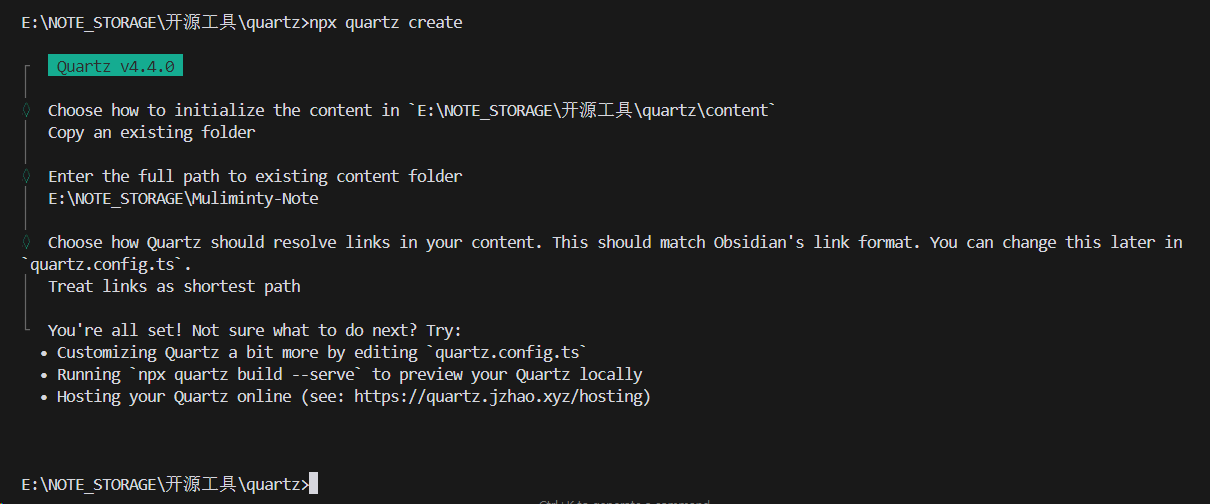 E:\NOTE_STORAGE\开源工具\quartz>npx quartz create
Quartz v4.4.0
Choose how to initialize the content in `E:\NOTE_STORAGE\开源工具\quartz\content`
Copy an existing folder
Enter the full path to existing content folder
E:\NOTE_STORAGE\Muliminty-Note
Choose how Quartz should resolve links in your content. This should match Obsidian's link format. You can change this later in
`quartz.config.ts`.
Treat links as shortest path
You're all set! Not sure what to do next? Try:
• Customizing Quartz a bit more by editing `quartz.config.ts`
• Running `npx quartz build --serve` to preview your Quartz locally
• Hosting your Quartz online (see: https://quartz.jzhao.xyz/hosting)
E:\NOTE_STORAGE\开源工具\quartz>
Ctrl+K to generate a command